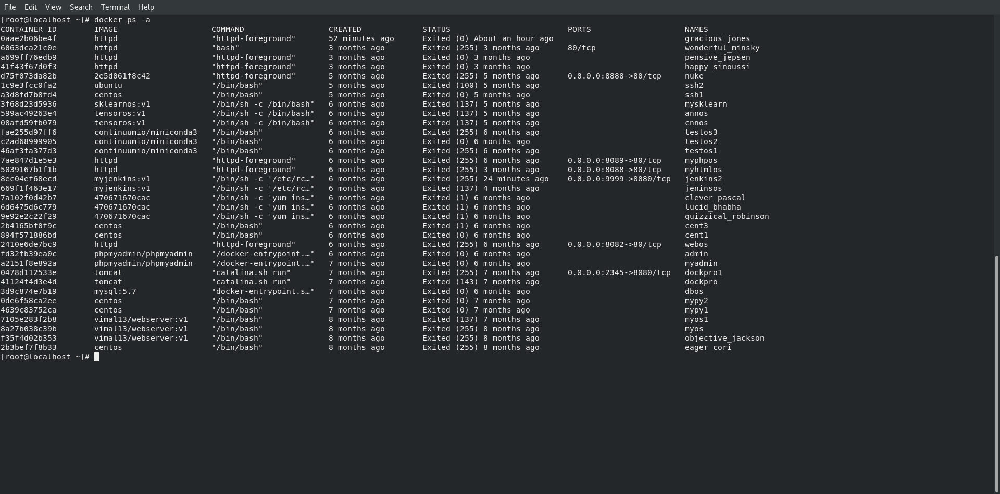 File Edit View Search Terminal Help
[root@localhost ~]# docker ps -a
CONTAINER ID        IMAGE                    COMMAND                  CREATED             STATUS                         PORTS                    NAMES
0aae2b06be4f        httpd                    "httpd-foreground"       52 minutes ago      Exited (0) About an hour ago                            gracious_jones
6063dca21c0e        httpd                    "bash"                   3 months ago        Exited (255) 3 months ago      80/tcp                   wonderful_minsky
a699ff76edb9        httpd                    "httpd-foreground"       3 months ago        Exited (0) 3 months ago                                 pensive_jepsen
41f43f67d0f3        httpd                    "httpd-foreground"       3 months ago        Exited (0) 3 months ago                                 happy_sinoussi
d75f073da82b        2e5d061f8c42             "httpd-foreground"       5 months ago        Exited (255) 5 months ago      0.0.0.0:8888->80/tcp     nuke
1c9e3fcc0fa2        ubuntu                   "/bin/bash"              5 months ago        Exited (100) 5 months ago                               ssh2
a3d8fd7b8fd4        centos                   "/bin/bash"              5 months ago        Exited (0) 5 months ago                                 ssh1
3f68d23d5936        sklearnos:v1             "/bin/sh -c /bin/bash"   6 months ago        Exited (137) 5 months ago                               mysklearn
599ac49263e4        tensoros:v1              "/bin/sh -c /bin/bash"   6 months ago        Exited (137) 5 months ago                               annos
08afd59fb079        tensoros:v1              "/bin/sh -c /bin/bash"   6 months ago        Exited (137) 5 months ago                               cnnos
fae255d97ff6        continuumio/miniconda3   "/bin/bash"              6 months ago        Exited (255) 6 months ago                               testos3
c2ad68999905        continuumio/miniconda3   "/bin/bash"              6 months ago        Exited (0) 6 months ago                                 testos2
46af3fa377d3        continuumio/miniconda3   "/bin/bash"              6 months ago        Exited (255) 6 months ago                               testos1
7ae847d1e5e3        httpd                    "httpd-foreground"       6 months ago        Exited (255) 6 months ago      0.0.0.0:8089->80/tcp     myphpos
5039167b1f1b        httpd                    "httpd-foreground"       6 months ago        Exited (255) 3 months ago      0.0.0.0:8088->80/tcp     myhtmlos
8ec04ef68ecd        myjenkins:v1             "/bin/sh -c '/etc/rc…"   6 months ago        Exited (255) 24 minutes ago    0.0.0.0:9999->8080/tcp   jenkins2
669f1f463e17        myjenkins:v1             "/bin/sh -c '/etc/rc…"   6 months ago        Exited (137) 4 months ago                               jeninsos
7a102f0d42b7        470671670cac             "/bin/sh -c 'yum ins…"   6 months ago        Exited (1) 6 months ago                                 clever_pascal
6d6475d6c779        470671670cac             "/bin/sh -c 'yum ins…"   6 months ago        Exited (1) 6 months ago                                 lucid_bhabha
9e92e2c22f29        470671670cac             "/bin/sh -c 'yum ins…"   6 months ago        Exited (1) 6 months ago                                 quizzical_robinson
2b4165bf0f9c        centos                   "/bin/bash"              6 months ago        Exited (1) 6 months ago                                 cent3
894f571886bd        centos                   "/bin/bash"              6 months ago        Exited (0) 6 months ago                                 cent1
2410e6de7bc9        httpd                    "httpd-foreground"       6 months ago        Exited (255) 6 months ago      0.0.0.0:8082->80/tcp     webos
fd32fb39ea0c        phpmyadmin/phpmyadmin    "/docker-entrypoint.…"   6 months ago        Exited (0) 6 months ago                                 admin
a2151f8e892a        phpmyadmin/phpmyadmin    "/docker-entrypoint.…"   7 months ago        Exited (0) 6 months ago                                 myadmin
0478d112533e        tomcat                   "catalina.sh run"        7 months ago        Exited (255) 7 months ago      0.0.0.0:2345->8080/tcp   dockpro1
41124f4d3e4d        tomcat                   "catalina.sh run"        7 months ago        Exited (143) 7 months ago                               dockpro
3d9c874e7b19        mysql:5.7                "docker-entrypoint.s…"   7 months ago        Exited (0) 6 months ago                                 dbos
0de6f58ca2ee        centos                   "/bin/bash"              7 months ago        Exited (0) 7 months ago                                 mypy2
4639c83752ca        centos                   "/bin/bash"              7 months ago        Exited (0) 7 months ago                                 mypy1
7105e283f2b8        vimal13/webserver:v1     "/bin/bash"              8 months ago        Exited (137) 7 months ago                               myos1
8a27b038c39b        vimal13/webserver:v1     "/bin/bash"              8 months ago        Exited (255) 8 months ago                               myos
f35f4d02b353        vimal13/webserver:v1     "/bin/bash"              8 months ago        Exited (255) 8 months ago                               objective_jackson
2b3bef7f8b33        centos                   "/bin/bash"              8 months ago        Exited (255) 8 months ago                               eager_cori
[root@localhost ~]#